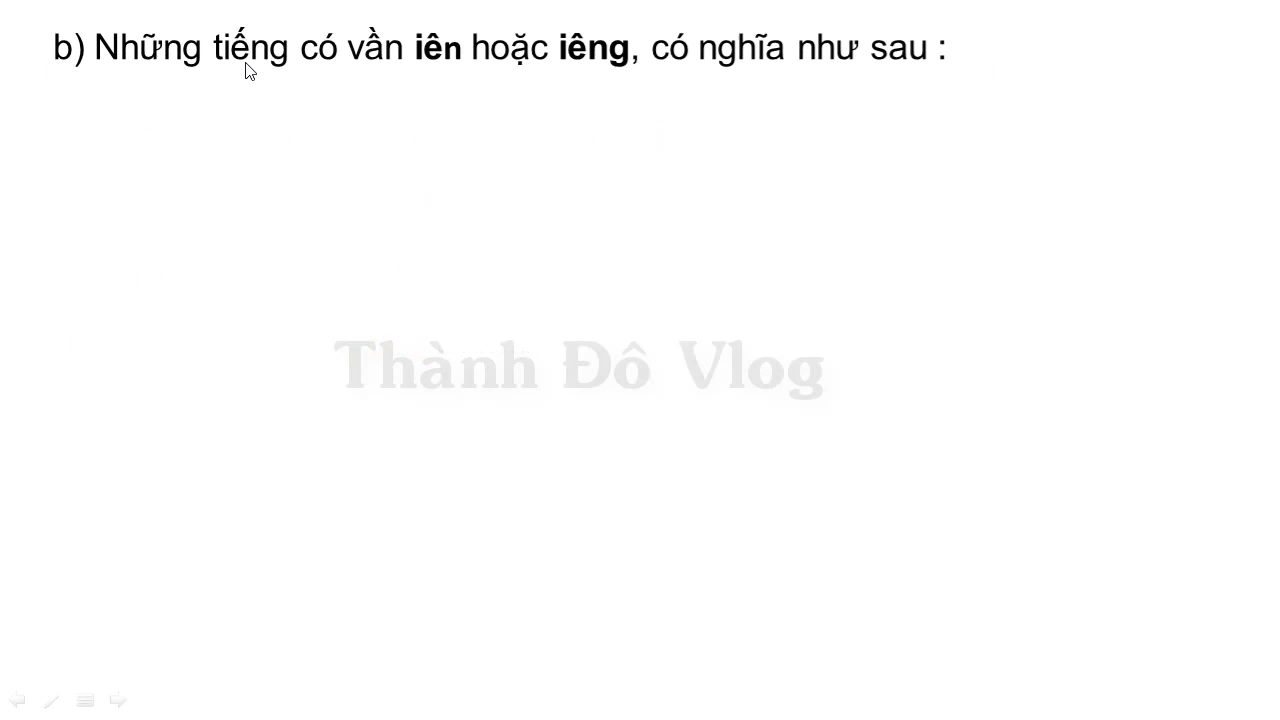 b) Những tiếng có vần iên hoặc iêng, có nghĩa như sau :
Thành Đô Vlog